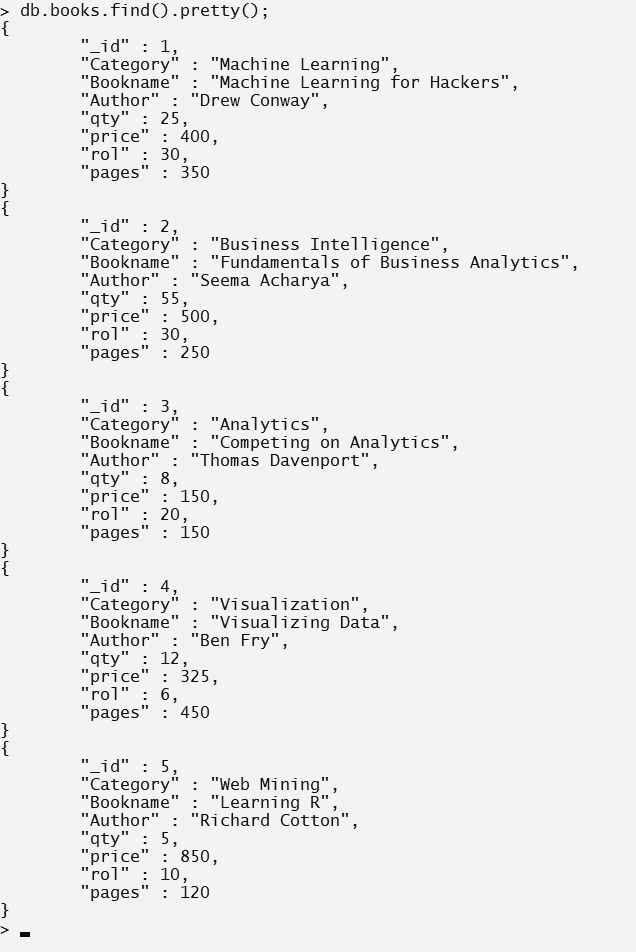 > db.books.find().pretty();
{
        "_id" : 1,
        "Category" : "Machine Learning",
        "Bookname" : "Machine Learning for Hackers",
        "Author" : "Drew Conway",
        "qty" : 25,
        "price" : 400,
        "rol" : 30,
        "pages" : 350
}
{
        "_id" : 2,
        "Category" : "Business Intelligence",
        "Bookname" : "Fundamentals of Business Analytics",
        "Author" : "Seema Acharya",
        "qty" : 55,
        "price" : 500,
        "rol" : 30,
        "pages" : 250
}
{
        "_id" : 3,
        "Category" : "Analytics",
        "Bookname" : "Competing on Analytics",
        "Author" : "Thomas Davenport",
        "qty" : 8,
        "price" : 150,
        "rol" : 20,
        "pages" : 150
}
{
        "_id" : 4,
        "Category" : "Visualization",
        "Bookname" : "Visualizing Data",
        "Author" : "Ben Fry",
        "qty" : 12,
        "price" : 325,
        "rol" : 6,
        "pages" : 450
}
{
        "_id" : 5,
        "Category" : "Web Mining",
        "Bookname" : "Learning R",
        "Author" : "Richard Cotton",
        "qty" : 5,
        "price" : 850,
        "rol" : 10,
        "pages" : 120
}
>